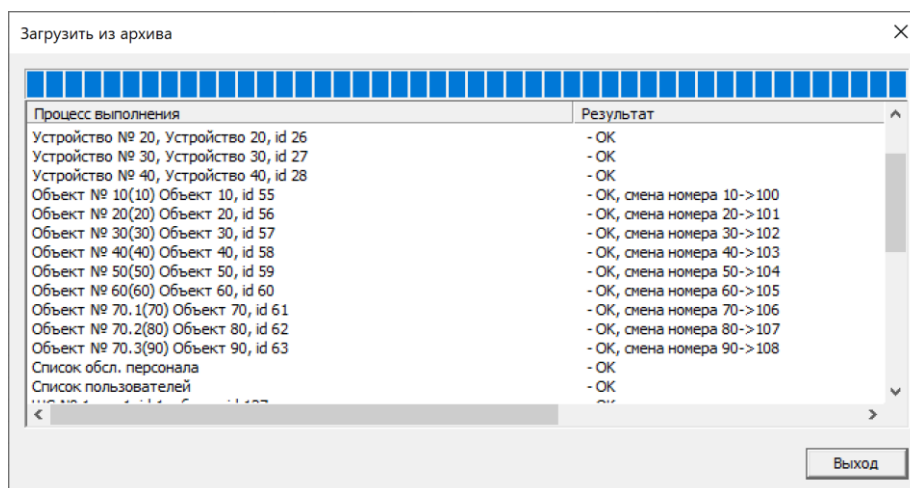 Загрузить из архива
Процесс выполнения Результат
Устройство № 20, Устройство 20, id 26 - OK
Устройство № 30, Устройство 30, id 27 - OK
Устройство № 40, Устройство 40, id 28 - OK
Объект № 10(10) Объект 10, id 55 - OK, смена номера 10->100
Объект № 20(20) Объект 20, id 56 - OK, смена номера 20->101
Объект № 30(30) Объект 30, id 57 - OK, смена номера 30->102
Объект № 40(40) Объект 40, id 58 - OK, смена номера 40->103
Объект № 50(50) Объект 50, id 59 - OK, смена номера 50->104
Объект № 60(60) Объект 60, id 60 - OK, смена номера 60->105
Объект № 70.1(70) Объект 70, id 61 - OK, смена номера 70->106
Объект № 70.2(80) Объект 80, id 62 - OK, смена номера 80->107
Объект № 70.3(90) Объект 90, id 63 - OK, смена номера 90->108
Список обсл. персонала - OK
Список пользователей - OK
Выход